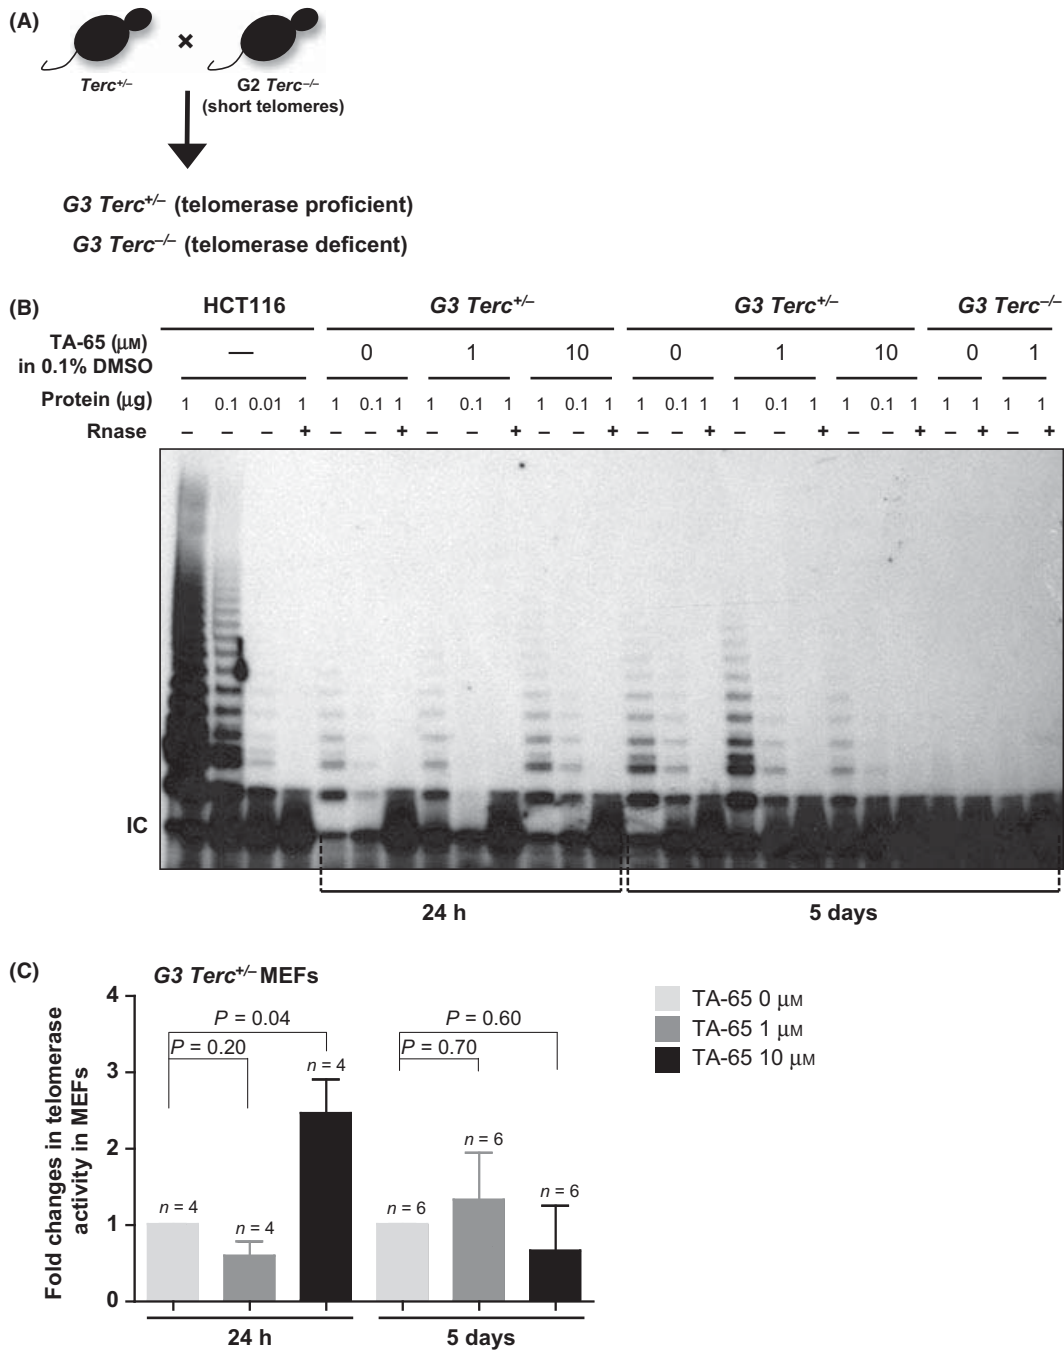 (A)
×
Terc+/–
G2 Terc–/–
(short telomeres)
G3 Terc+/– (telomerase proficient)
G3 Terc–/– (telomerase deficent)
(B)
HCT116 G3 Terc+/– G3 Terc+/– G3 Terc–/–
TA-65 (µM)
in 0.1% DMSO
— 0 1 10 0 1 10 0 1
Protein (µg) 1 0.1 0.01 1 1 0.1 1 1 0.1 1 1 0.1 1 1 0.1 1 1 0.1 1 1 0.1 1 1 1 1 1
Rnase – – – + – – + – – + – – + – – + – – + – – + – + – +
IC
24 h 5 days
(C)
G3 Terc+/– MEFs
Fold changes in telomerase
activity in MEFs
4
3
2
1
0
P = 0.04
P = 0.20
n = 4
n = 4
n = 4
P = 0.60
P = 0.70
n = 6
n = 6
n = 6
24 h 5 days
TA-65 0 µM
TA-65 1 µM
TA-65 10 µM